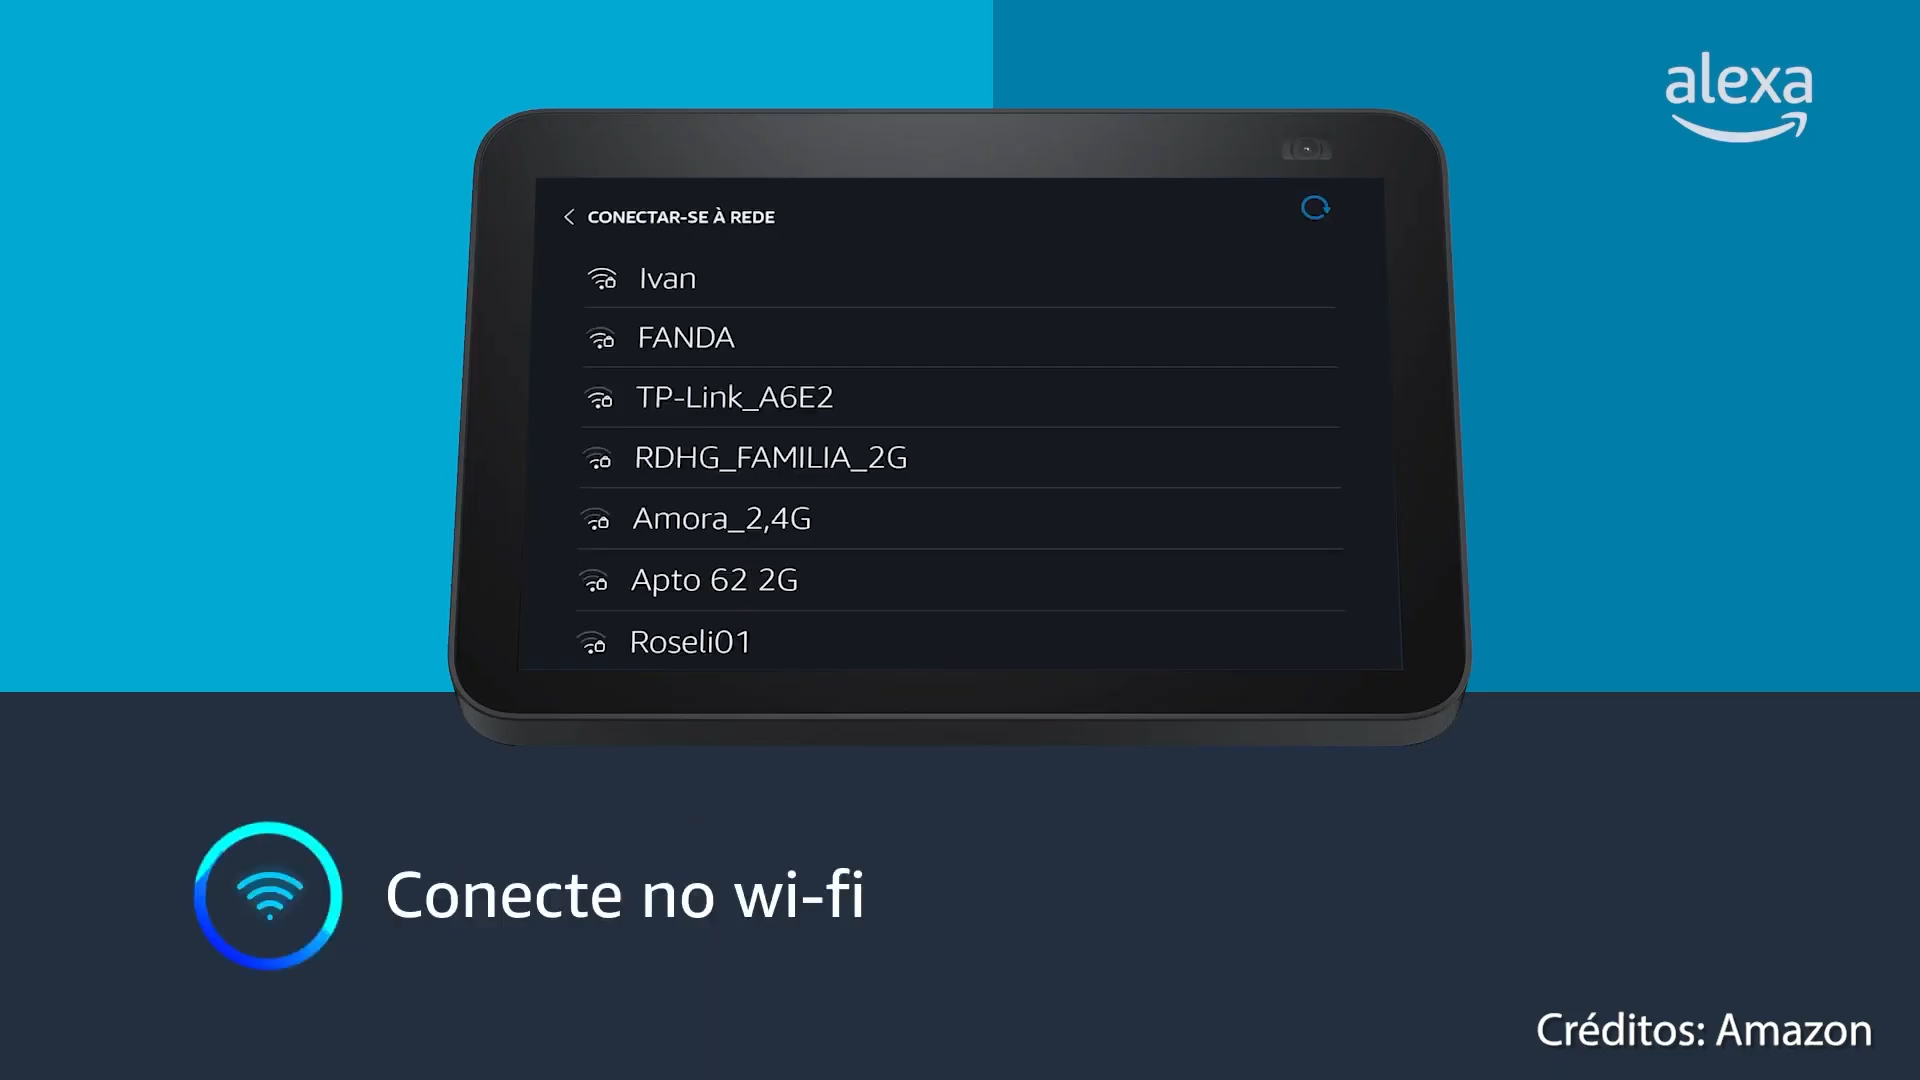 alexa
CONECTAR-SE À REDE
Ivan
FANDA
TP-Link_A6E2
RDHG_FAMILIA_2G
Amora_2,4G
Apto 62 2G
Roseli01
Conecte no wi-fi
Créditos: Amazon